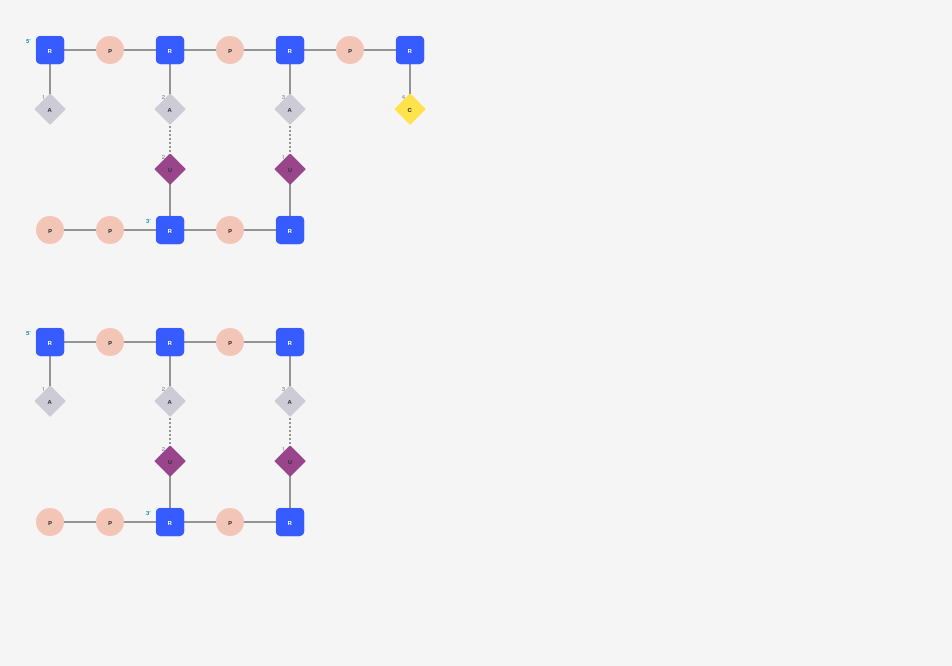 5'
R P R P R P R
1 2 3 4
A A A C
2 1
U U
3'
P P R P R
5'
R P R P R
1 2 3
A A A
2 1
U U
3'
P P R P R